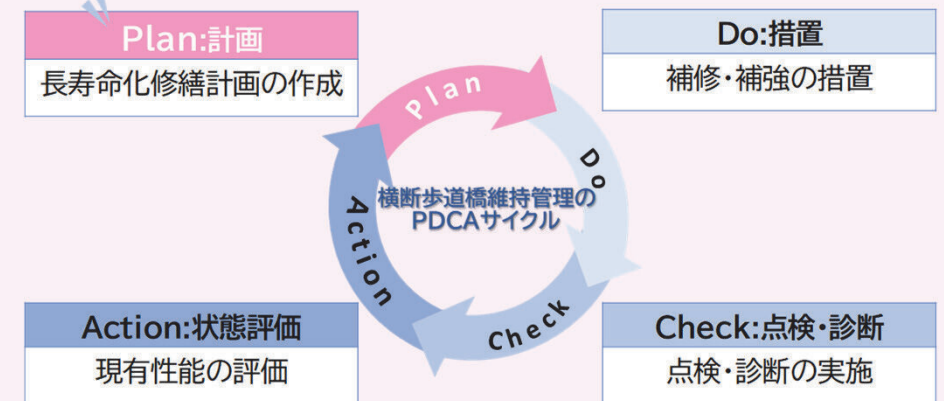 Plan:計画
長寿命化修繕計画の作成
Do:措置
補修・補強の措置
Plan
Do
横断歩道橋維持管理の
PDCAサイクル
Action
Check
Action:状態評価
現有性能の評価
Check:点検・診断
点検・診断の実施